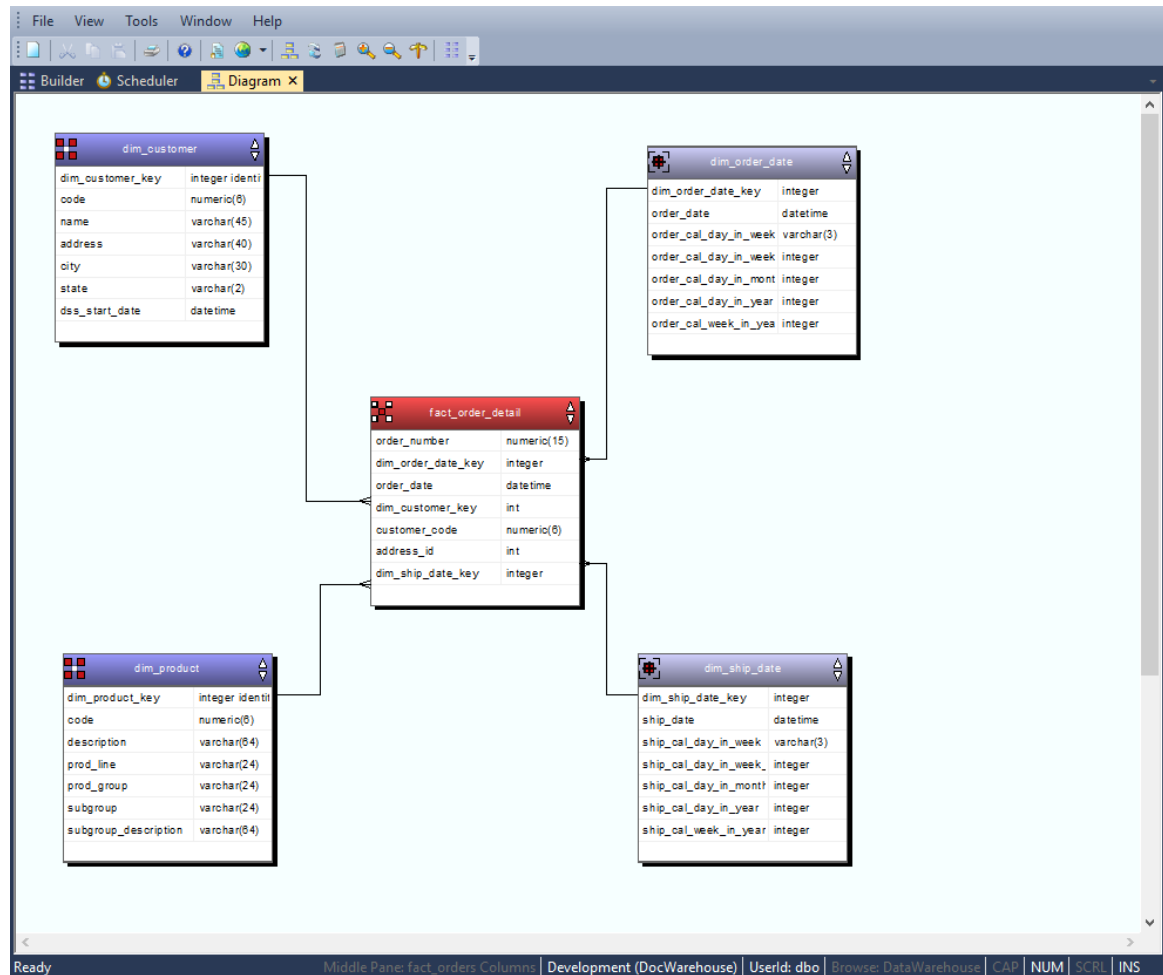 File View Tools Window Help
Builder Scheduler Diagram
dim_customer
dim_customer_key integer identi
code numeric(6)
name varchar(45)
address varchar(40)
city varchar(30)
state varchar(2)
dss_start_date datetime
dim_order_date
dim_order_date_key integer
order_date datetime
order_cal_day_in_week varchar(3)
order_cal_day_in_week integer
order_cal_day_in_mont integer
order_cal_day_in_year integer
order_cal_week_in_yea integer
fact_order_detail
order_number numeric(15)
dim_order_date_key integer
order_date datetime
dim_customer_key int
customer_code numeric(6)
address_id int
dim_ship_date_key integer
dim_product
dim_product_key integer identit
code numeric(6)
description varchar(64)
prod_line varchar(24)
prod_group varchar(24)
subgroup varchar(24)
subgroup_description varchar(64)
dim_ship_date
dim_ship_date_key integer
ship_date datetime
ship_cal_day_in_week varchar(3)
ship_cal_day_in_week_ integer
ship_cal_day_in_month integer
ship_cal_day_in_year integer
ship_cal_week_in_year integer
Ready Middle Pane: fact_orders Columns Development (DocWarehouse) UserId: dbo Browse: DataWarehouse CAP NUM SCRL INS